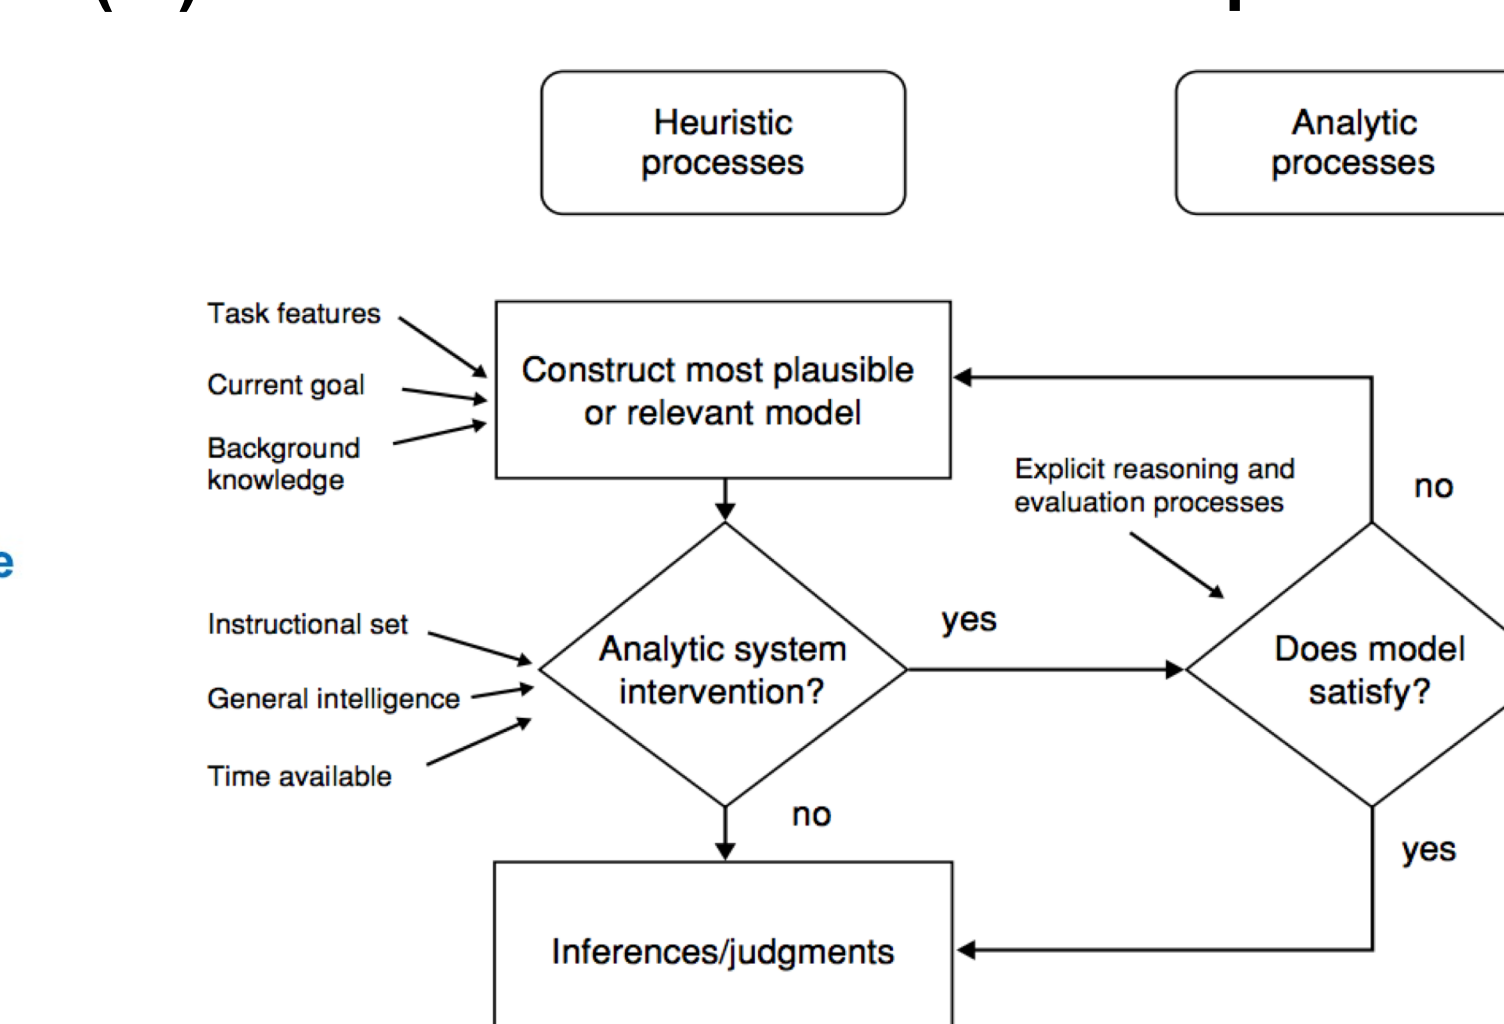 Heuristic
processes
Analytic
processes
Task features
Current goal
Background
knowledge
Construct most plausible
or relevant model
Explicit reasoning and
evaluation processes
no
e
Instructional set
General intelligence
Time available
Analytic system
intervention?
yes
Does model
satisfy?
no
yes
Inferences/judgments